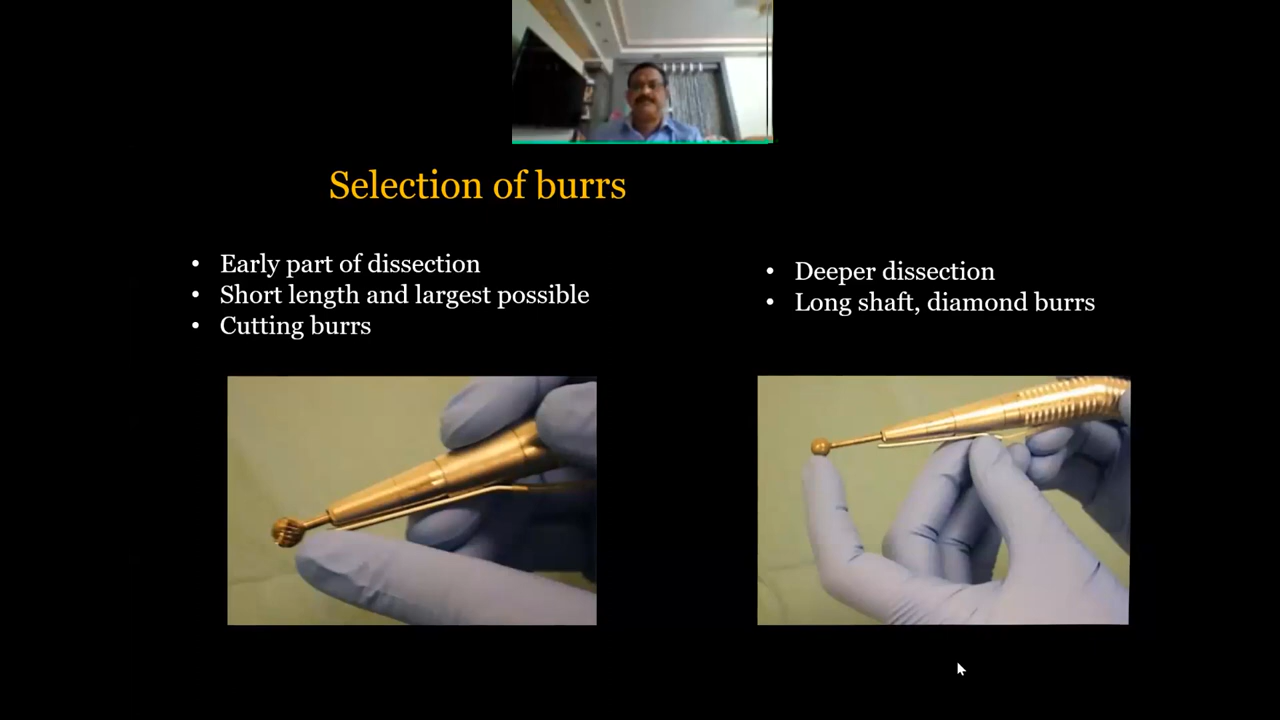 Selection of burrs
• Early part of dissection
• Short length and largest possible
• Cutting burrs
• Deeper dissection
• Long shaft, diamond burrs